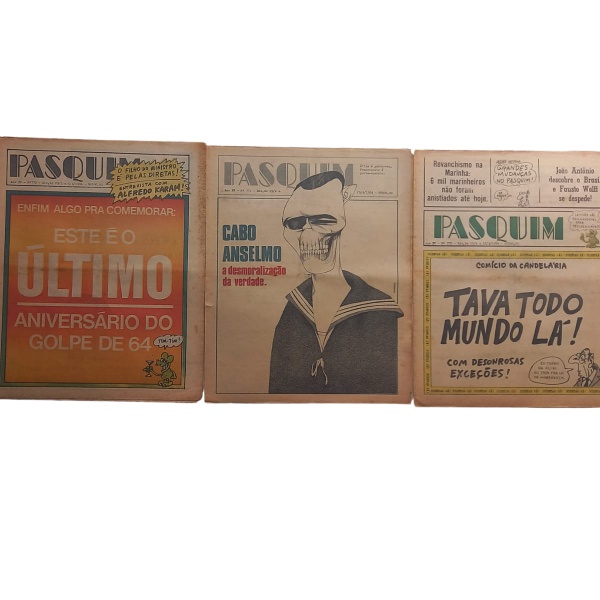 PASQUIM
O FILHO DO MINISTRO
É PELAS DIRETAS!
ENTREVISTA COM
ALFREDO KARAM!
ENFIM ALGO PRA COMEMORAR:
ESTE É O
ÚLTIMO
ANIVERSÁRIO DO
GOLPE DE 64
TIM-TIM!
PASQUIM
CABO
ANSELMO
a desmoralização
da verdade.
Revanchismo na
Marinha:
6 mil marinheiros
não foram
anistiados até hoje.
GRANDES
MUDANÇAS
NO PASQUIM!
João Antônio
descobre o Brasil
e Fausto Wolff
se despede!
PASQUIM
COMÍCIO DA CANDELÁRIA
TAVA TODO
MUNDO LÁ!
COM DESONROSAS
EXCEÇÕES!